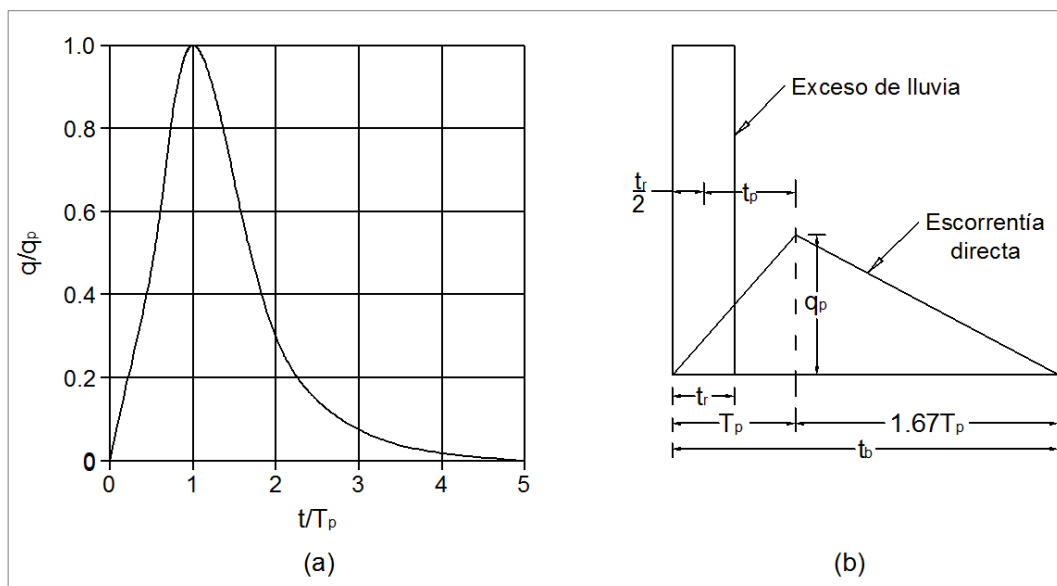 1.0
0.8
0.6
0.4
0.2
0
q/qp
0 1 2 3 4 5
t/Tp
(a)
Exceso de lluvia
tr
2
tp
Escorrentía
directa
qp
tr
Tp 1.67Tp
tb
(b)